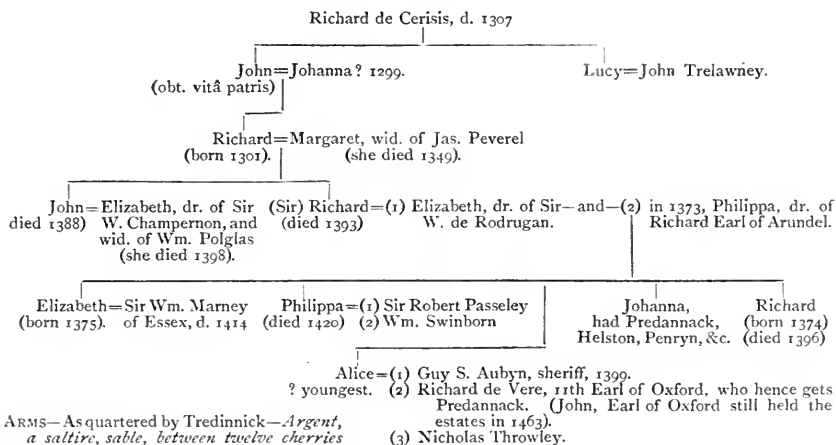 Richard de Cerisis, d. 1307
John=Johanna? 1299.
(obt. vitâ patris)
Lucy=John Trelawney.
Richard=Margaret, wid. of Jas. Peverel
(born 1301). (she died 1349).
John=Elizabeth, dr. of Sir
died 1388) W. Champernon, and
wid. of Wm. Polglas
(she died 1398).
(Sir) Richard=(1) Elizabeth, dr. of Sir—and—(2) in 1373, Philippa, dr. of
(died 1393) W. de Rodrugan. Richard Earl of Arundel.
Elizabeth=Sir Wm. Marney
(born 1375). of Essex, d. 1414
Philippa=(1) Sir Robert Passeley
(died 1420) (2) Wm. Swinborn
Johanna,
had Predannack,
Helston, Penryn, &c.
Richard
(born 1374)
(died 1396)
Alice=(1) Guy S. Aubyn, sheriff, 1399.
? youngest. (2) Richard de Vere, 11th Earl of Oxford, who hence gets
Predannack. (John, Earl of Oxford still held the
estates in 1463).
(3) Nicholas Throwley.
ARMS—As quartered by Tredinnick—Argent,
a saltire, sable, between twelve cherries